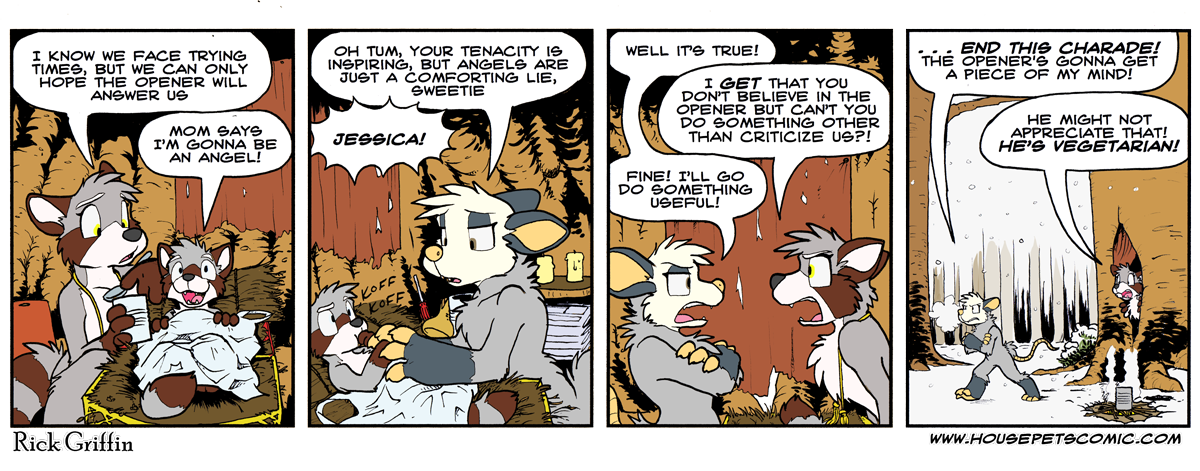 I KNOW WE FACE TRYING
TIMES, BUT WE CAN ONLY
HOPE THE OPENER WILL
ANSWER US
MOM SAYS
I'M GONNA BE
AN ANGEL!
OH TUM, YOUR TENACITY IS
INSPIRING, BUT ANGELS ARE
JUST A COMFORTING LIE,
SWEETIE
JESSICA!
KOFF
KOFF
WELL IT'S TRUE!
I GET THAT YOU
DON'T BELIEVE IN THE
OPENER BUT CAN'T YOU
DO SOMETHING OTHER
THAN CRITICIZE US?!
FINE! I'LL GO
DO SOMETHING
USEFUL!
. . . END THIS CHARADE!
THE OPENER'S GONNA GET
A PIECE OF MY MIND!
HE MIGHT NOT
APPRECIATE THAT!
HE'S VEGETARIAN!
Rick Griffin
WWW.HOUSEPETSCOMIC.COM